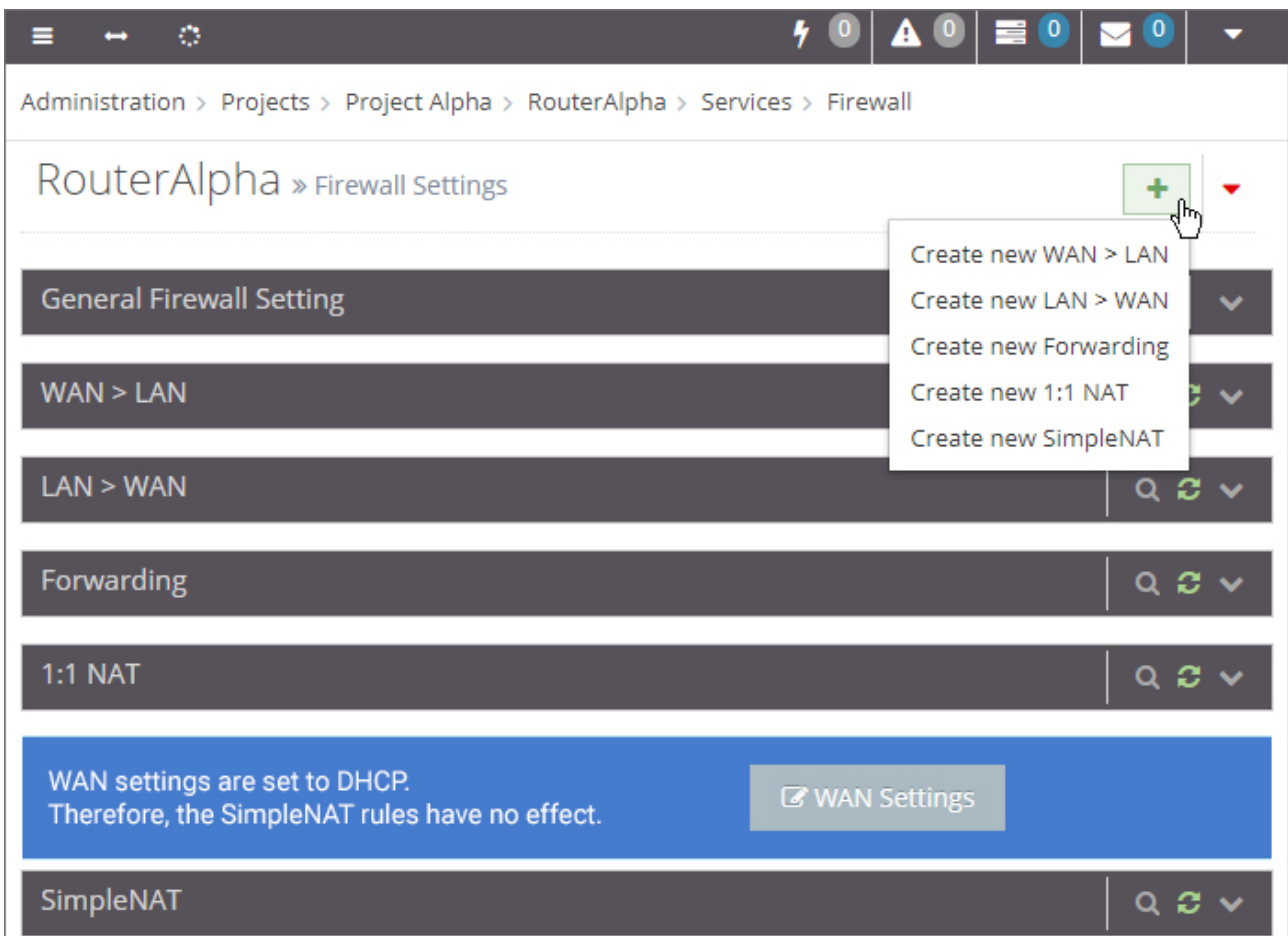 0 0 0 0
Administration > Projects > Project Alpha > RouterAlpha > Services > Firewall
RouterAlpha » Firewall Settings
Create new WAN > LAN
Create new LAN > WAN
Create new Forwarding
Create new 1:1 NAT
Create new SimpleNAT
General Firewall Setting
WAN > LAN
LAN > WAN
Forwarding
1:1 NAT
WAN settings are set to DHCP.
Therefore, the SimpleNAT rules have no effect.
WAN Settings
SimpleNAT